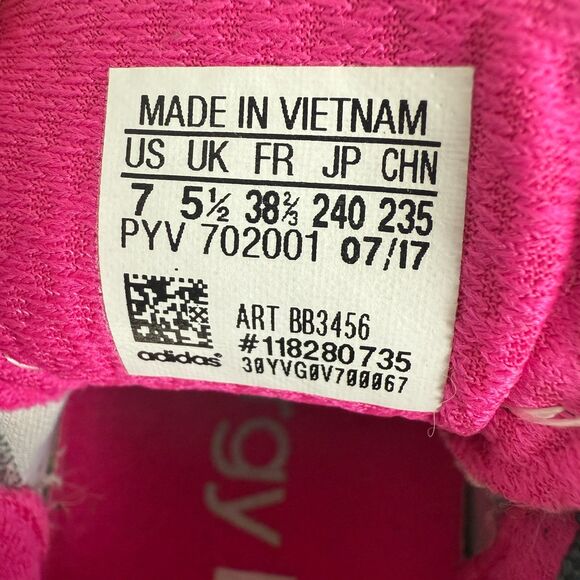 MADE IN VIETNAM
US UK FR JP CHN
7 5½ 38⅔ 240 235
PYV 702001 07/17
ART BB3456
#118280735
30YVG0V700067
adidas
rgy